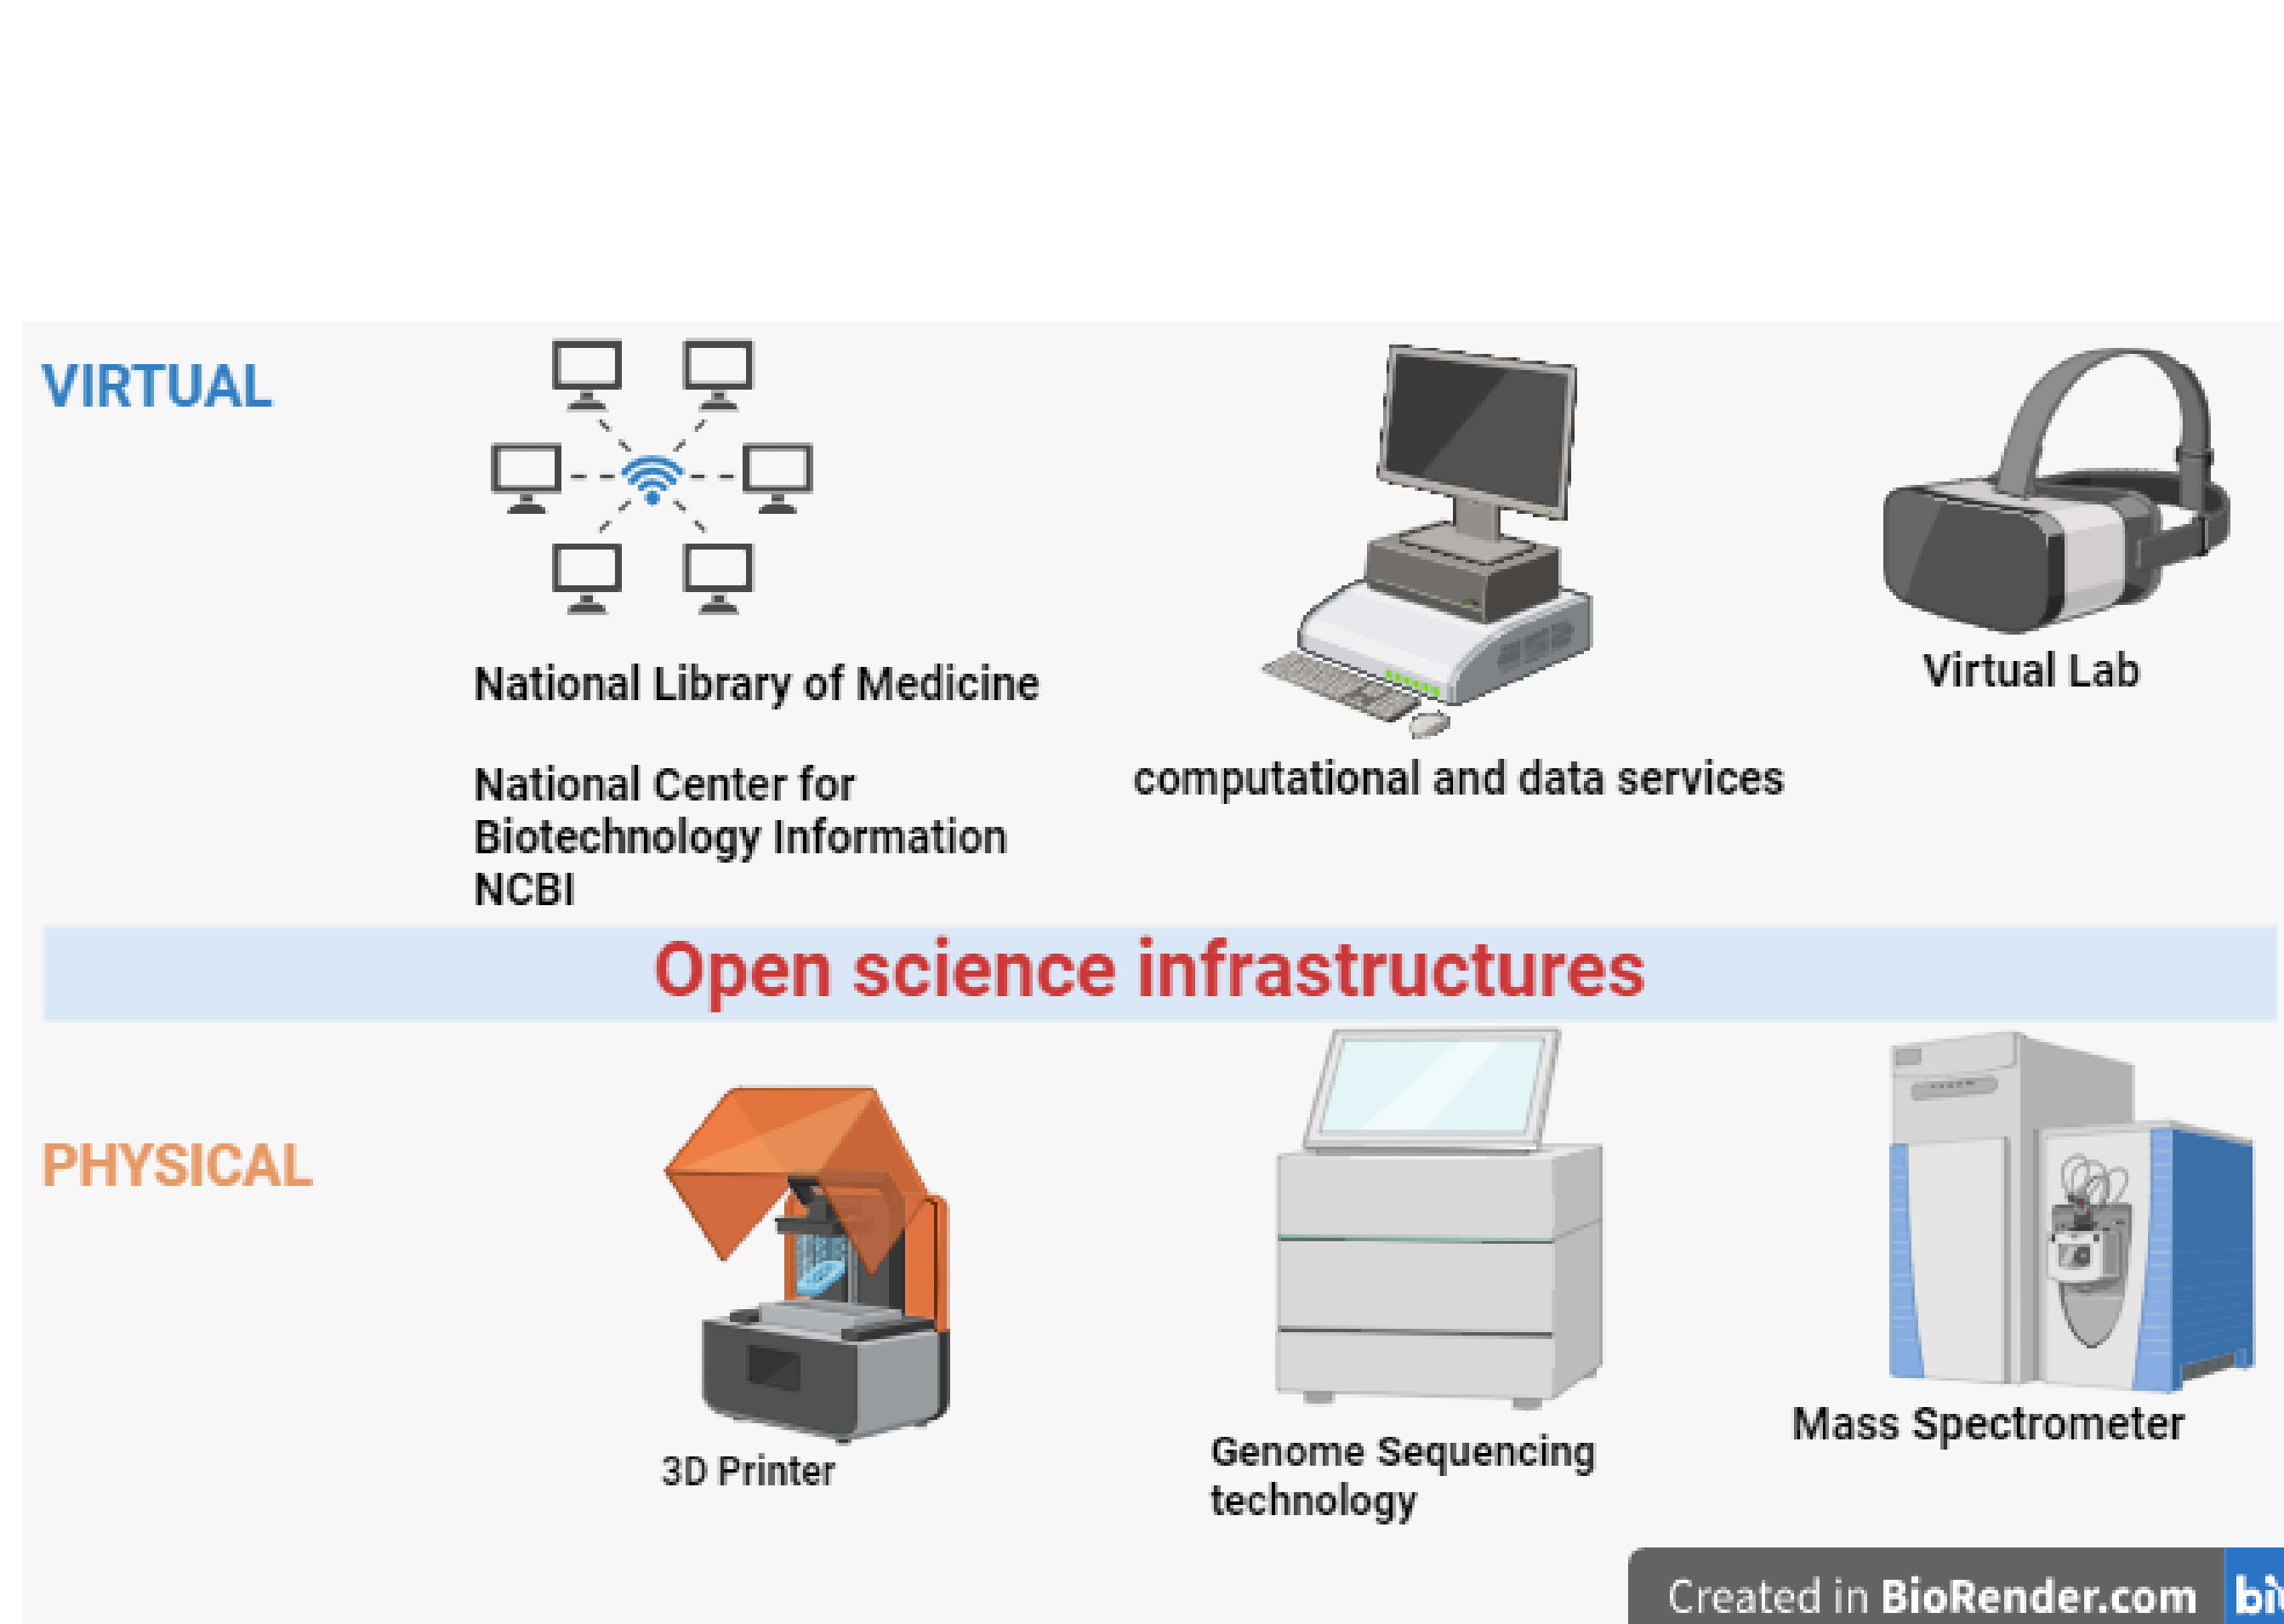 VIRTUAL
National Library of Medicine
National Center for
Biotechnology Information
NCBI
computational and data services
Virtual Lab
Open science infrastructures
PHYSICAL
3D Printer
Genome Sequencing
technology
Mass Spectrometer
Created in BioRender.com